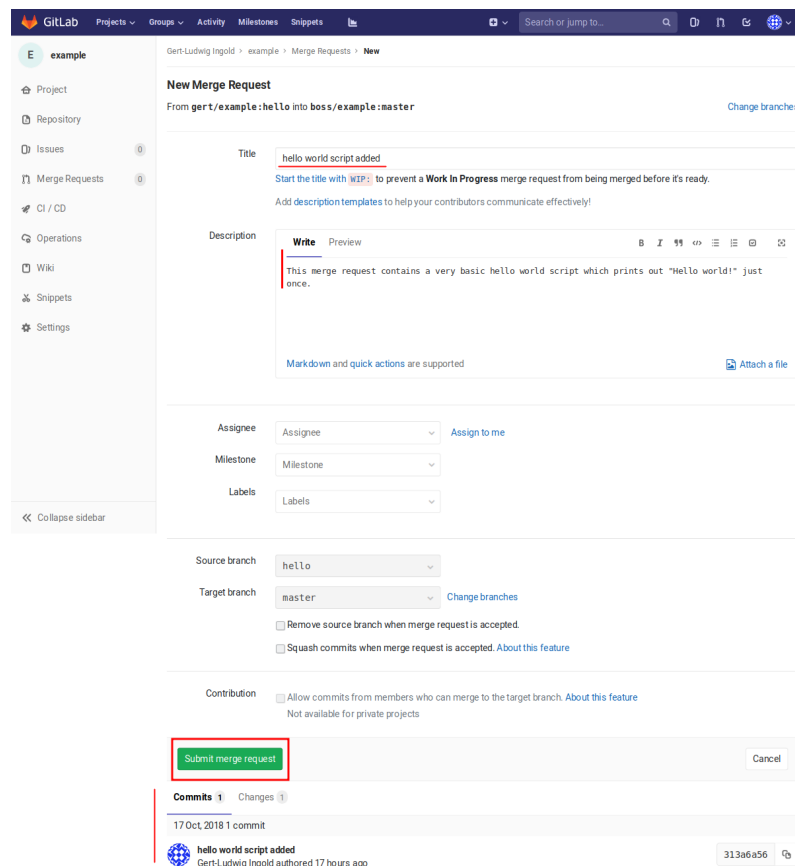 GitLab Projects Groups Activity Milestones Snippets Search or jump to...
E example
Gert-Ludwig Ingold > example > Merge Requests > New
Project
Repository
Issues 0
Merge Requests 0
CI / CD
Operations
Wiki
Snippets
Settings
Collapse sidebar
New Merge Request
From gert/example:hello into boss/example:master Change branches
Title hello world script added
Start the title with WIP: to prevent a Work In Progress merge request from being merged before it's ready.
Add description templates to help your contributors communicate effectively!
Description Write Preview
This merge request contains a very basic hello world script which prints out "Hello world!" just
once.
Markdown and quick actions are supported Attach a file
Assignee Assignee Assign to me
Milestone Milestone
Labels Labels
Source branch hello
Target branch master Change branches
Remove source branch when merge request is accepted.
Squash commits when merge request is accepted. About this feature
Contribution Allow commits from members who can merge to the target branch. About this feature
Not available for private projects
Submit merge request Cancel
Commits 1 Changes 1
17 Oct, 2018 1 commit
hello world script added 313a6a56
Gert-Ludwig Ingold authored 17 hours ago